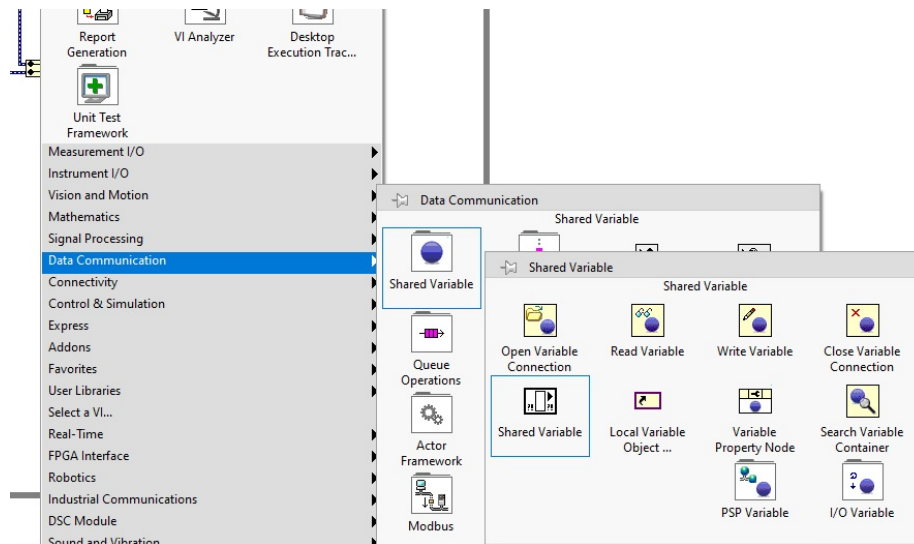 Report
Generation
VI Analyzer
Desktop
Execution Trac...
Unit Test
Framework
Measurement I/O
Instrument I/O
Vision and Motion
Mathematics
Signal Processing
Data Communication
Connectivity
Control & Simulation
Express
Addons
Favorites
User Libraries
Select a VI...
Real-Time
FPGA Interface
Robotics
Industrial Communications
DSC Module
Sound and Vibration
Data Communication
Shared Variable
Shared Variable
Queue
Operations
Actor
Framework
Modbus
Shared Variable
Shared Variable
Open Variable
Connection
Read Variable
Write Variable
Close Variable
Connection
Shared Variable
Local Variable
Object ...
Variable
Property Node
Search Variable
Container
PSP Variable
I/O Variable